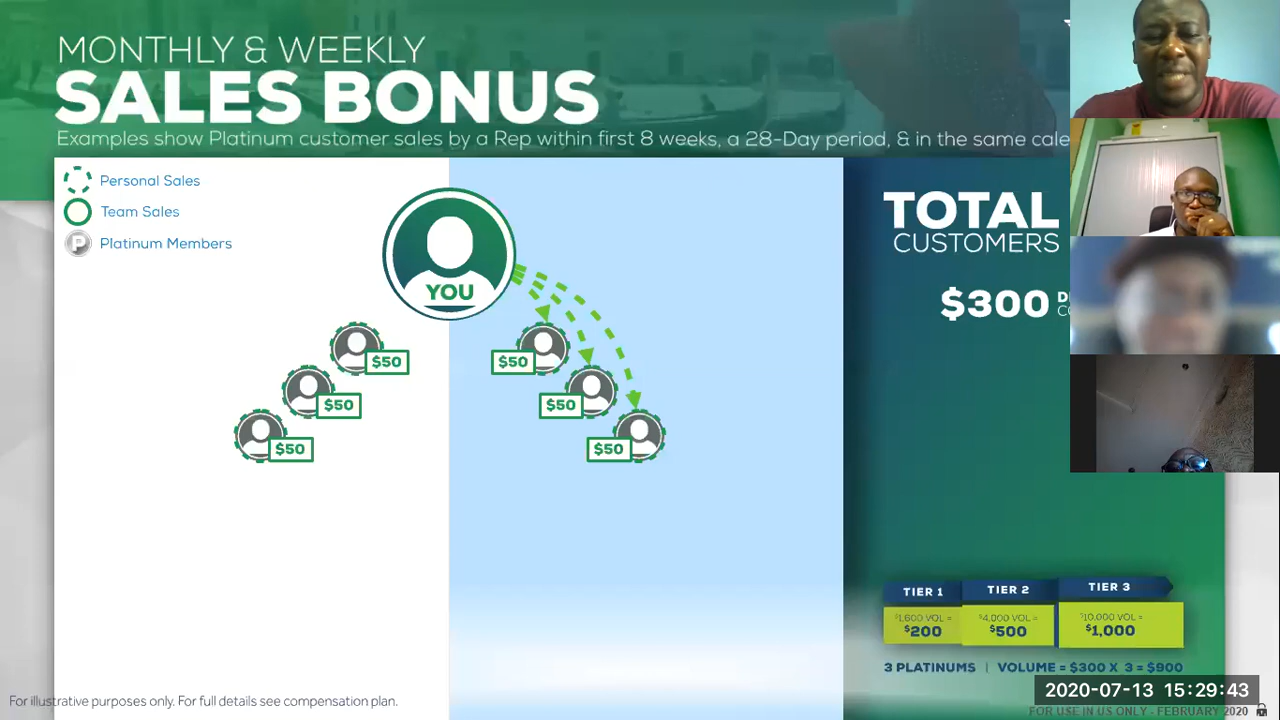 MONTHLY & WEEKLY
SALES BONUS
Examples show Platinum customer sales by a Rep within first 8 weeks, a 28-Day period, & in the same cale
Personal Sales
Team Sales
P
Platinum Members
YOU
$50
$50
$50
$50
$50
$50
TOTAL
CUSTOMERS
$300
TIER 1
TIER 2
TIER 3
$1,600 VOL =
$200
$4,000 VOL =
$500
$10,000 VOL =
$1,000
3 PLATINUMS | VOLUME = $300 X 3 = $900
For illustrative purposes only. For full details see compensation plan.
2020-07-13 15:29:43
FOR USE IN US ONLY - FEBRUARY 2020